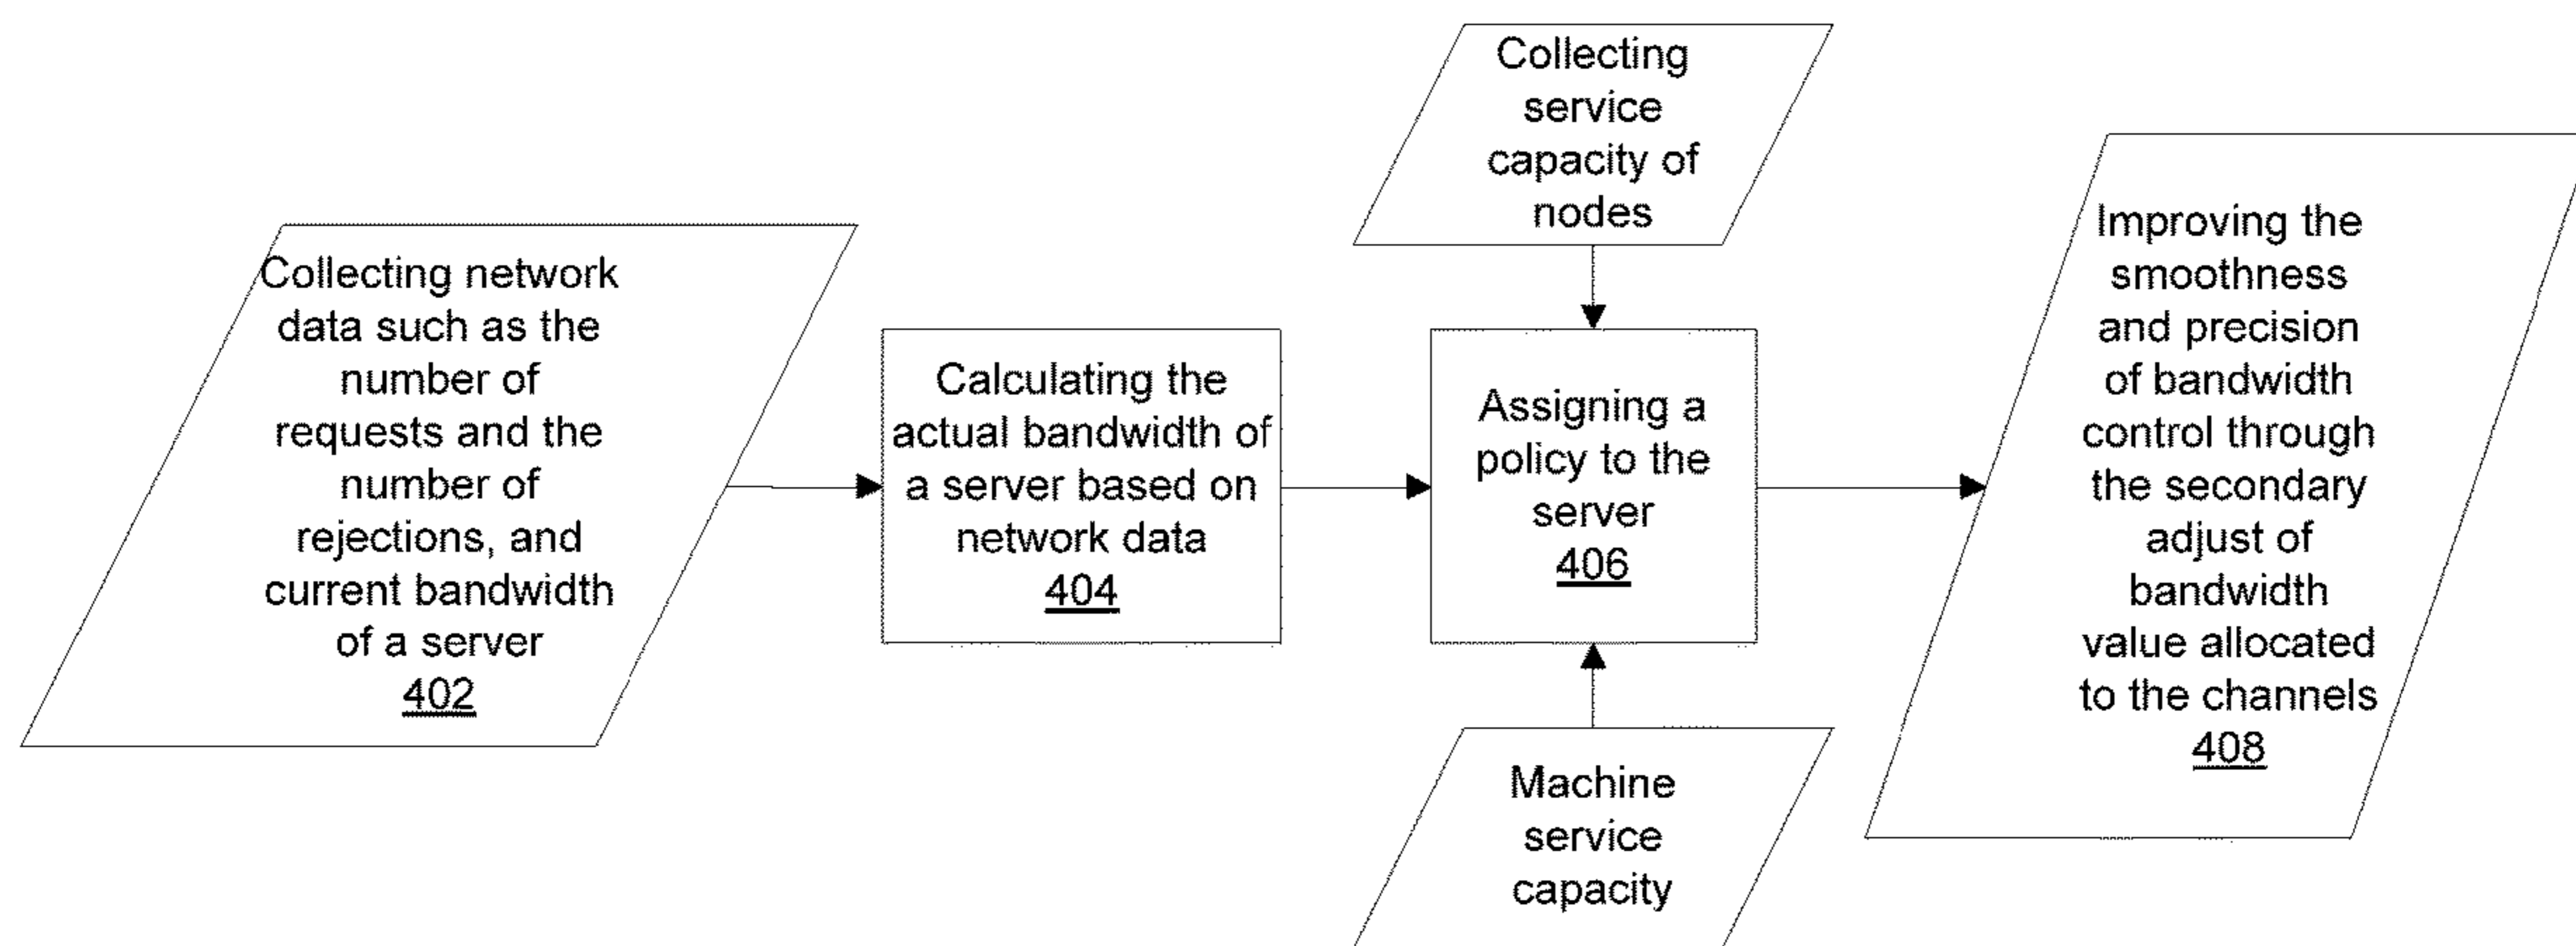 Collecting network
data such as the
number of
requests and the
number of
rejections, and
current bandwidth
of a server
402
Calculating the
actual bandwidth of
a server based on
network data
404
Collecting
service
capacity of
nodes
Assigning a
policy to the
server
406
Machine
service
capacity
Improving the
smoothness
and precision
of bandwidth
control through
the secondary
adjust of
bandwidth
value allocated
to the channels
408